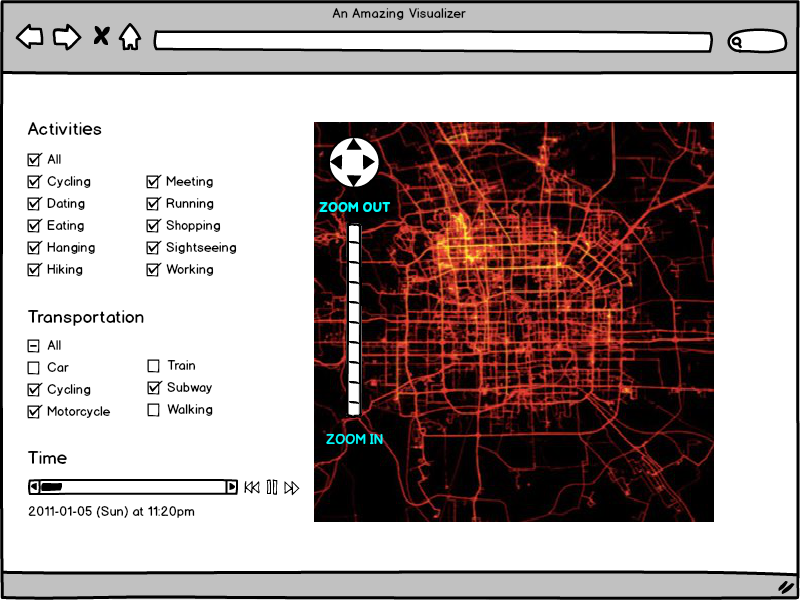 An Amazing Visualizer
Activities
All
Cycling
Meeting
Dating
Running
Eating
Shopping
Hanging
Sightseeing
Hiking
Working
Transportation
All
Car
Train
Cycling
Subway
Motorcycle
Walking
Time
2011-01-05 (Sun) at 11:20pm
ZOOM OUT
ZOOM IN